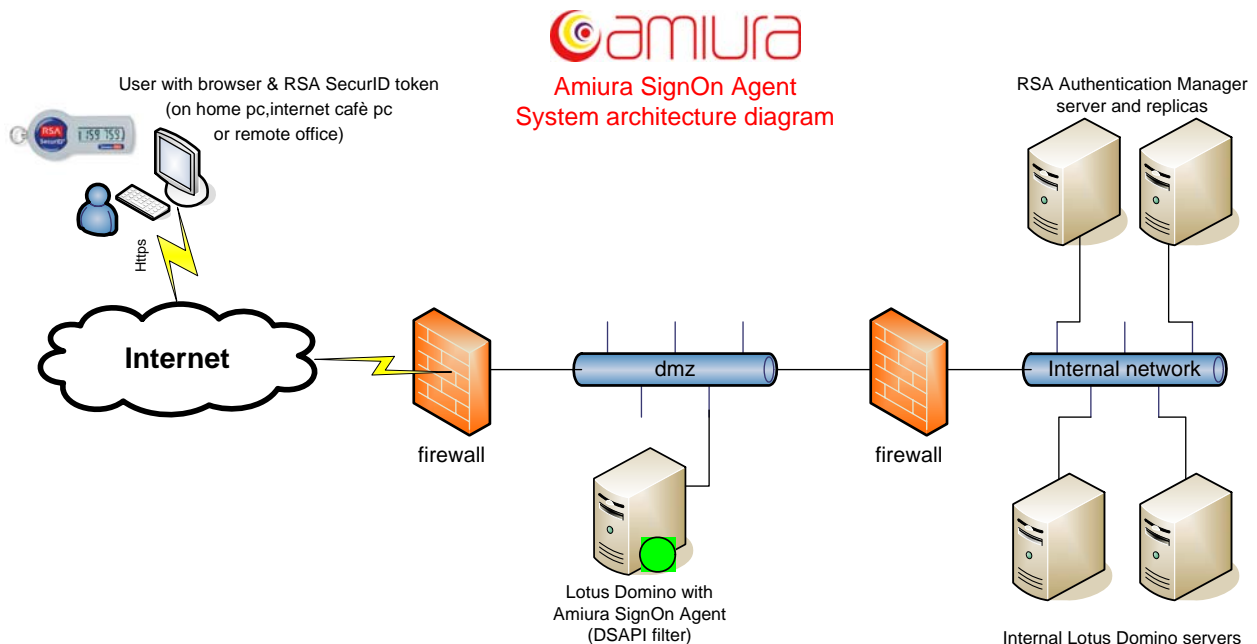 amiura
Amiura SignOn Agent
System architecture diagram
User with browser & RSA SecurID token
(on home pc,internet cafè pc
or remote office)
RSA
SecurID
159 759
Https
Internet
firewall
dmz
Lotus Domino with
Amiura SignOn Agent
(DSAPI filter)
firewall
RSA Authentication Manager
server and replicas
Internal network
Internal Lotus Domino servers